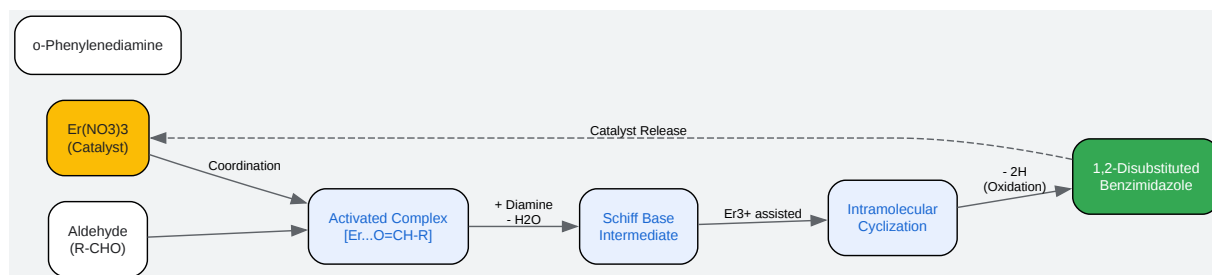 o-Phenylenediamine
Er(NO3)3
(Catalyst)
Catalyst Release
Coordination
Aldehyde
(R-CHO)
Activated Complex
[Er...O=CH-R]
+ Diamine
- H2O
Schiff Base
Intermediate
Er3+ assisted
Intramolecular
Cyclization
- 2H
(Oxidation)
1,2-Disubstituted
Benzimidazole